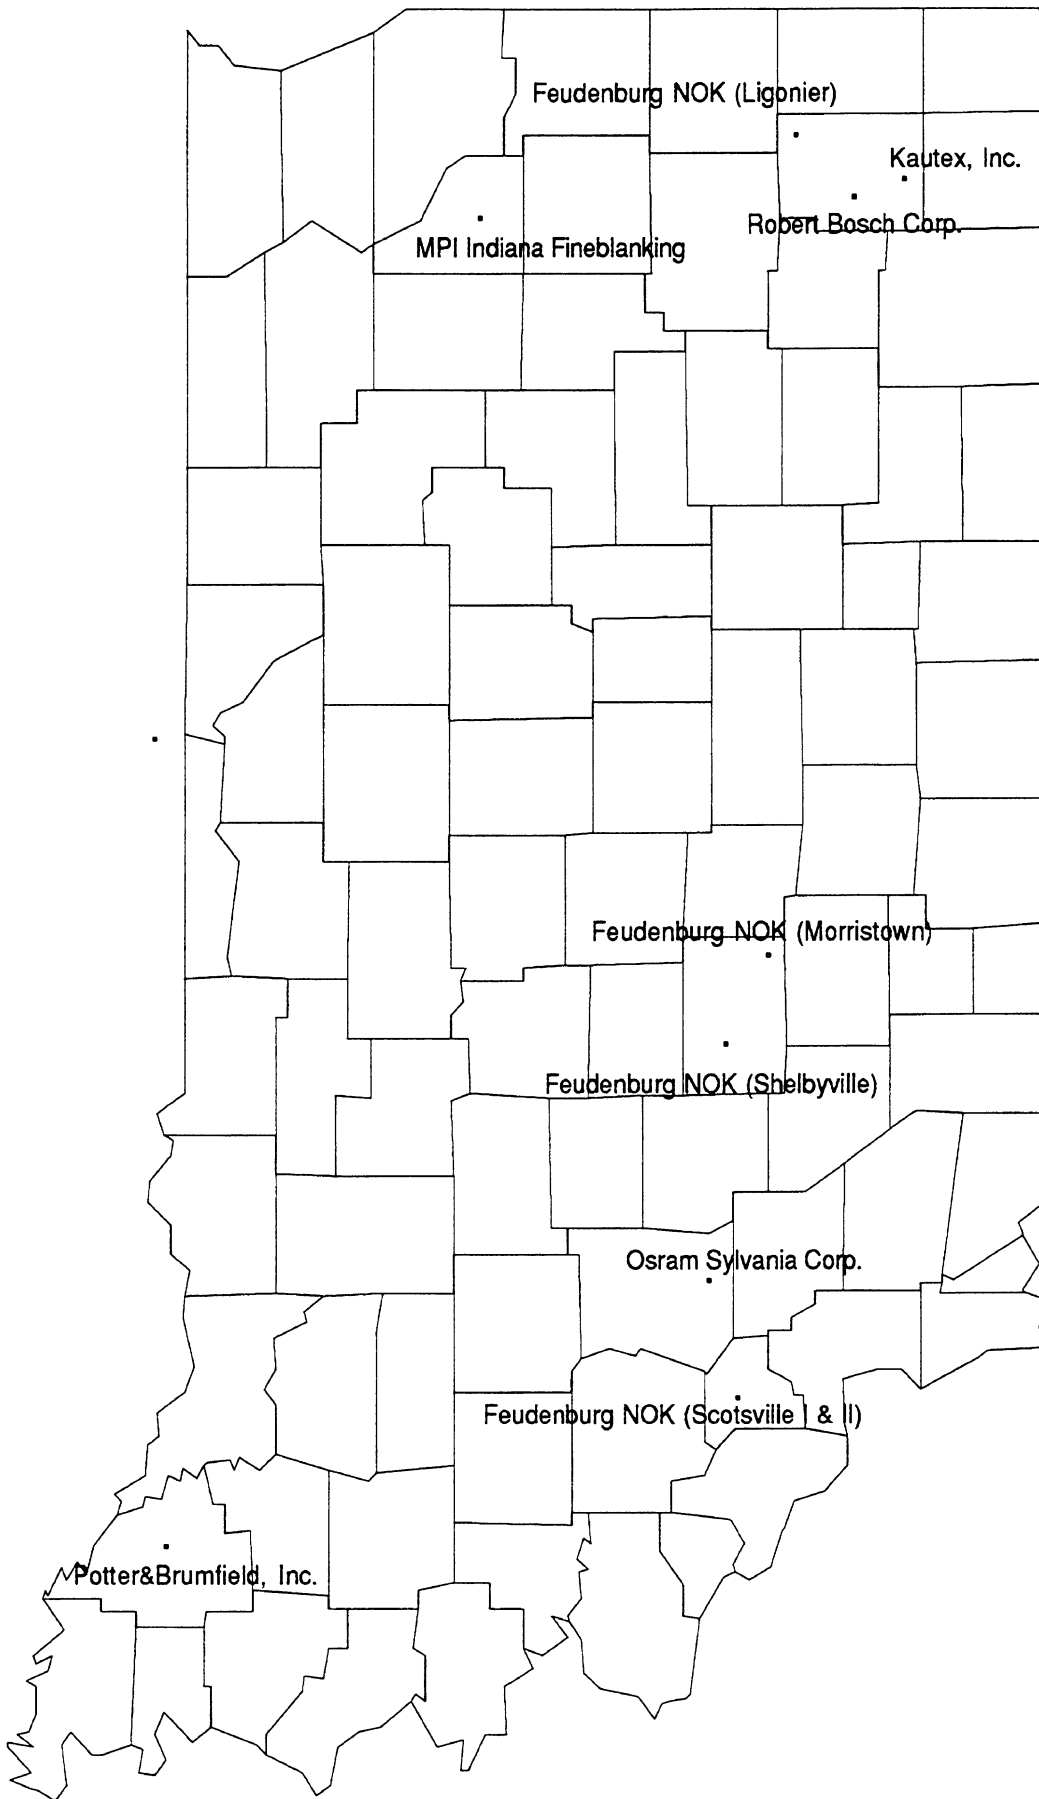 Feudenburg NOK (Ligonier)
Kautex, Inc.
Robert Bosch Corp.
MPI Indiana Fineblanking
Feudenburg NOK (Morristown)
Feudenburg NOK (Shelbyville)
Osram Sylvania Corp.
Feudenburg NOK (Scotsville I & II)
Potter&Brumfield, Inc.